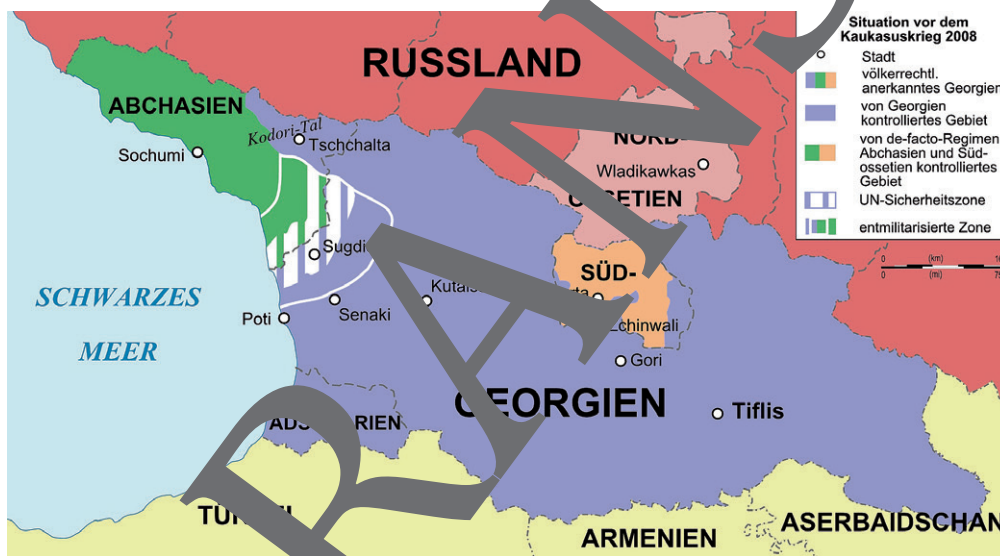 Situation vor dem
Kaukasuskrieg 2008
Stadt
völkerrechtl.
anerkanntes Georgien
von Georgien
kontrolliertes Gebiet
von de-facto-Regimen
Abchasien und Süd-
ossetien kontrolliertes
Gebiet
UN-Sicherheitszone
entmilitarisierte Zone
0 (km)
(mi)
RUSSLAND
ABCHASIEN
Kodori-Tal
Tschchalta
Sochumi
NORD-
Wladikawkas
SÜD-
Gori
SCHWARZES
MEER
Poti
Senaki
GEORGIEN
Tiflis
ARMENIEN
ASERBAIDSCHAN